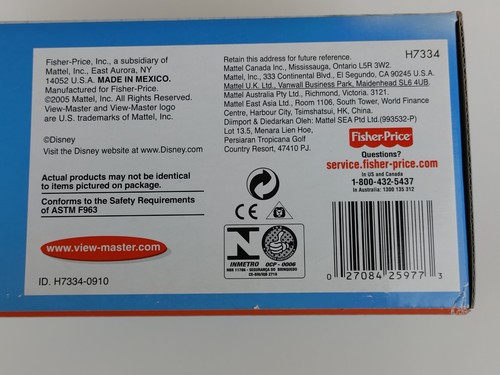 Fisher-Price, Inc., a subsidiary of
Mattel, Inc., East Aurora, NY
14052 U.S.A. MADE IN MEXICO.
Manufactured for Fisher-Price.
©2005 Mattel, Inc. All Rights Reserved.
View-Master and View-Master logo
are U.S. trademarks of Mattel, Inc.
©Disney
Visit the Disney website at www.Disney.com
Actual products may not be identical
to items pictured on package.
Conforms to the Safety Requirements
of ASTM F963
www.view-master.com
ID. H7334-0910
Retain this address for future reference.
H7334
Mattel Canada Inc., Mississauga, Ontario L5R 3W2.
Mattel, Inc., 333 Continental Blvd., El Segundo, CA 90245 U.S.A.
Mattel U.K. Ltd., Vanwall Business Park, Maidenhead SL6 4UB.
Mattel Australia Pty Ltd., Richmond, Victoria. 3121.
Mattel East Asia Ltd., Room 1106, South Tower, World Finance
Centre, Harbour City, Tsimshatsui, HK, China.
Diimport & Diedarkan Oleh: Mattel SEA Ptd Ltd.(993532-P)
Lot 13.5, Menara Lien Hoe,
Persiaran Tropicana Golf
Country Resort, 47410 PJ.
Fisher-Price
Questions?
service.fisher-price.com
In US and Canada
1-800-432-5437
In Australia: 1300 135 312
CE
N
INMETRO OCP - 0006
0 27084 25977 3